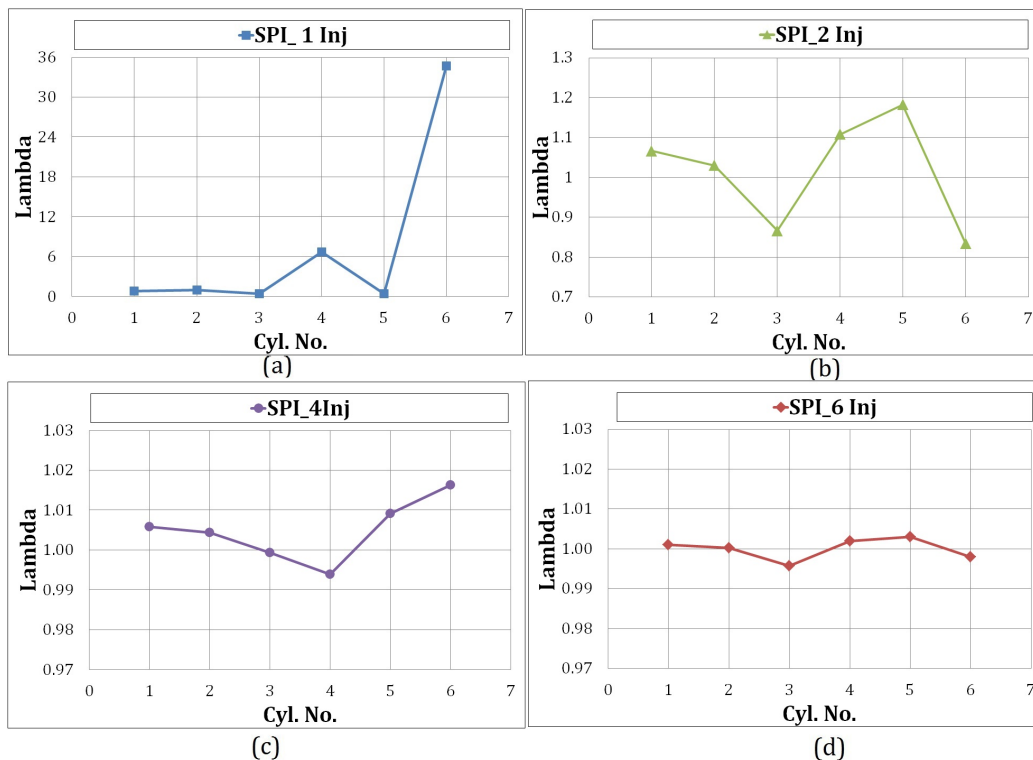 SPI_ 1 Inj
36
30
24
18
12
6
0
Lambda
0 1 2 3 4 5 6 7
Cyl. No.
(a)
SPI_2 Inj
1.3
1.2
1.1
1
0.9
0.8
0.7
Lambda
0 1 2 3 4 5 6 7
Cyl. No.
(b)
SPI_4Inj
1.03
1.02
1.01
1.00
0.99
0.98
0.97
Lambda
0 1 2 3 4 5 6 7
Cyl. No.
(c)
SPI_6 Inj
1.03
1.02
1.01
1.00
0.99
0.98
0.97
Lambda
0 1 2 3 4 5 6 7
Cyl. No.
(d)